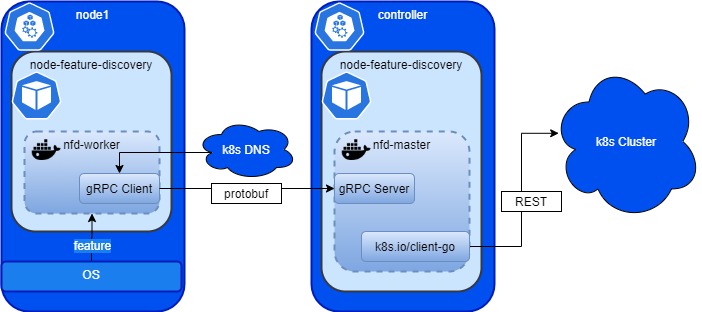 node1
node-feature-discovery
nfd-worker
gRPC Client
feature
OS
k8s DNS
protobuf
controller
node-feature-discovery
nfd-master
gRPC Server
k8s.io/client-go
REST
k8s Cluster